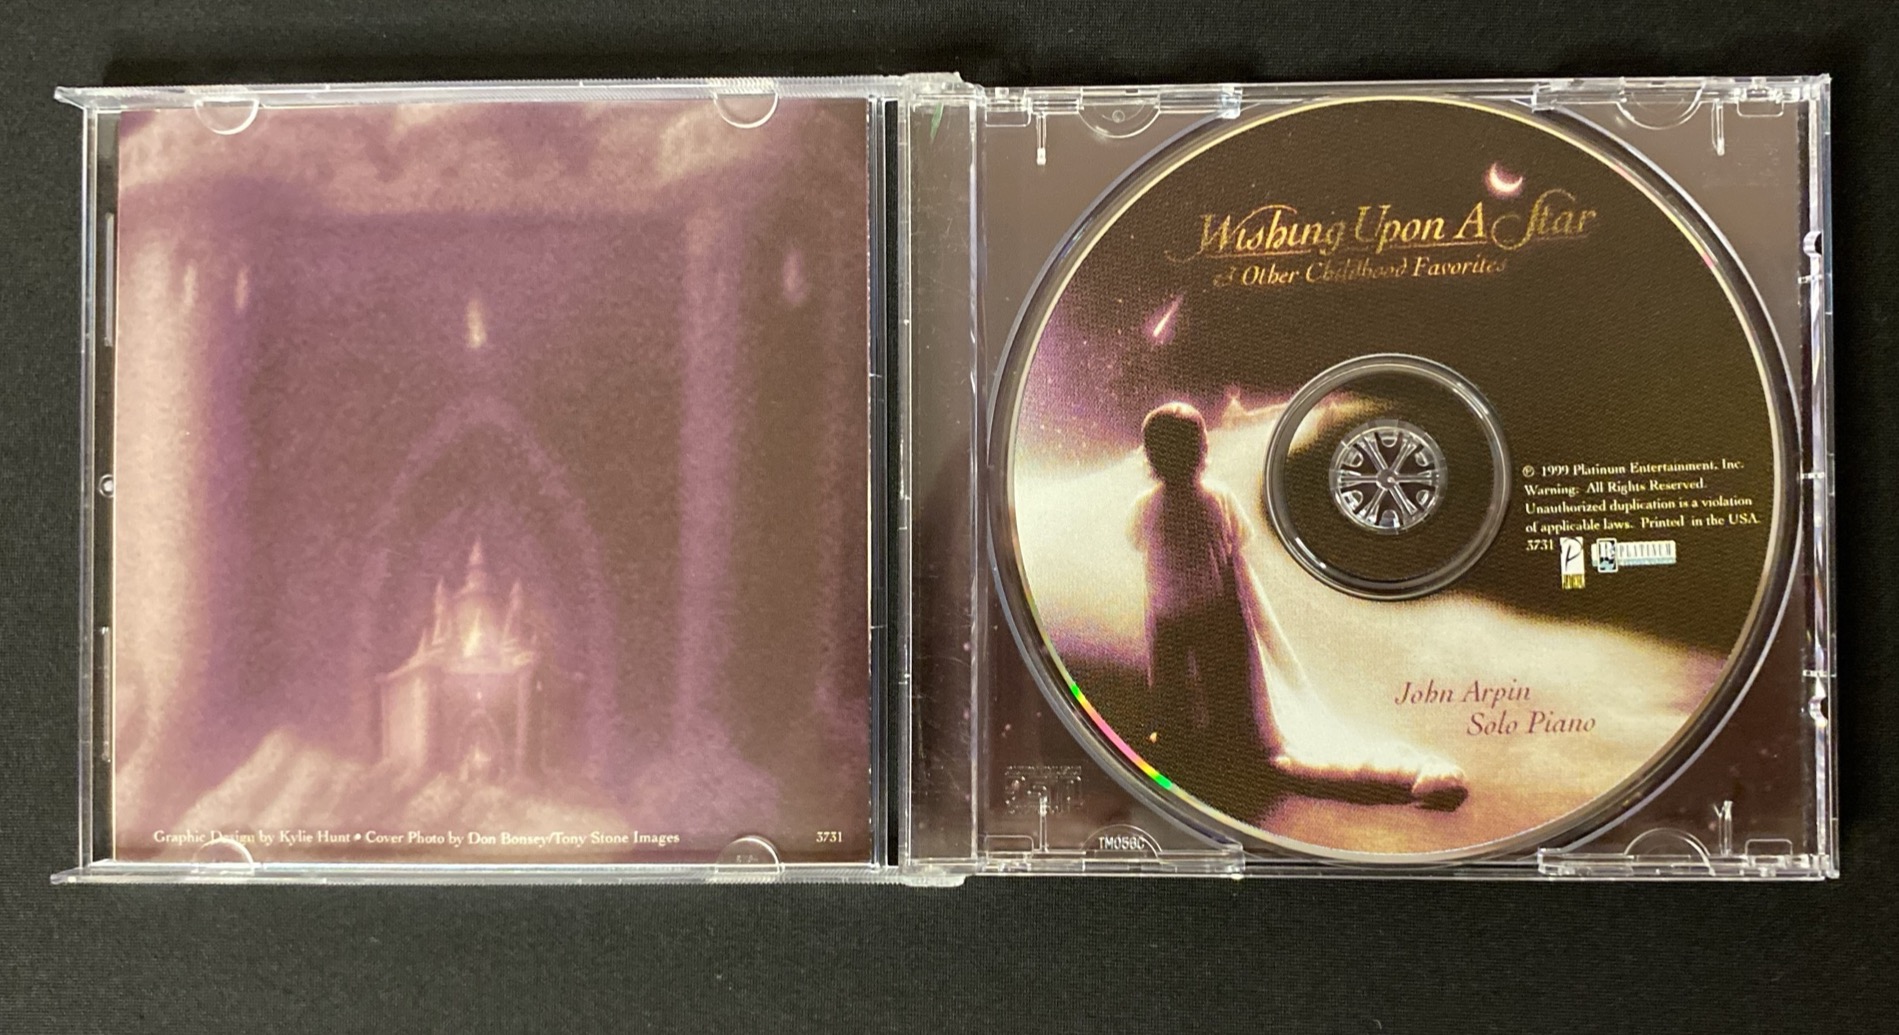 Graphic Design by Kylie Hunt • Cover Photo by Don Bonsey/Tony Stone Images
3731
Wishing Upon A Star
& Other Childhood Favorites
℗ 1999 Platinum Entertainment, Inc.
Warning: All Rights Reserved.
Unauthorized duplication is a violation
of applicable laws. Printed in the USA.
3731
PLATINUM
John Arpin
Solo Piano
TM056C